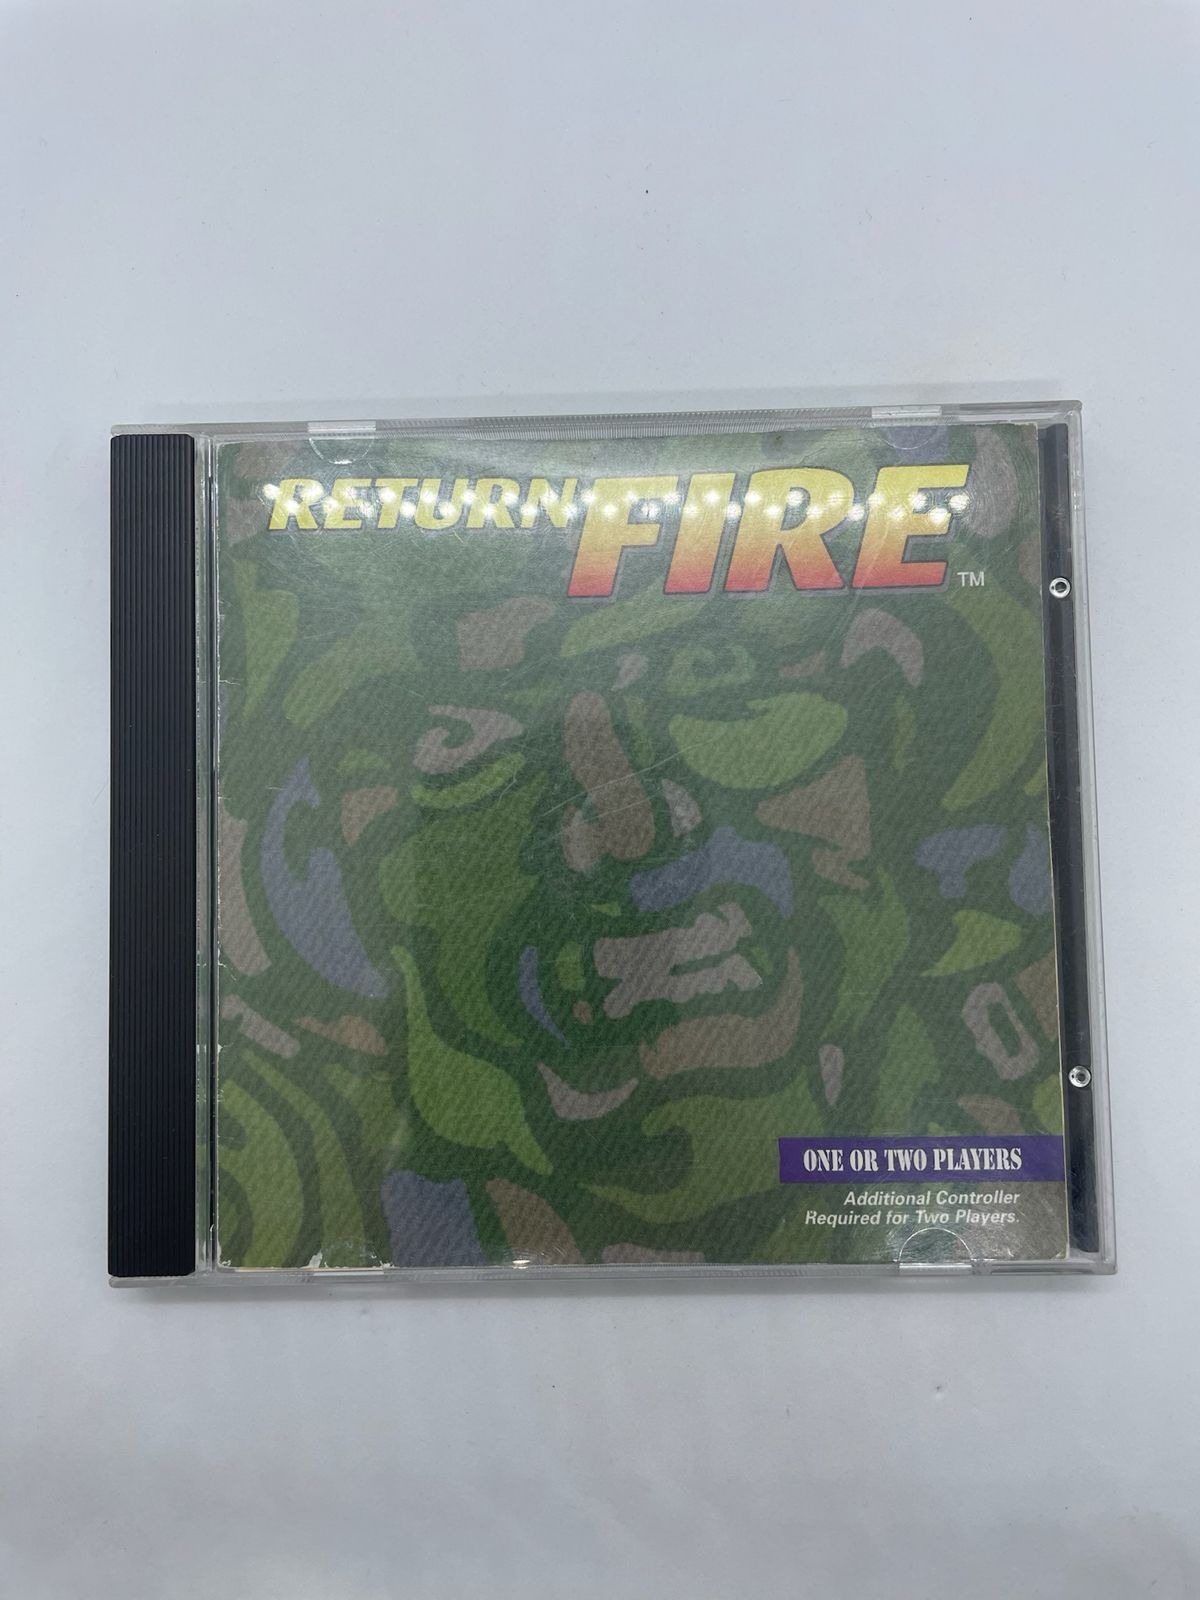 RETURN FIRE™
ONE OR TWO PLAYERS
Additional Controller
Required for Two Players.